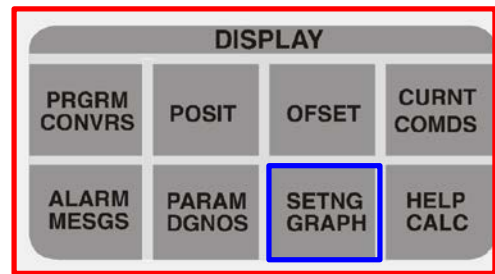 DISPLAY
PRGRM
CONVRS
POSIT
OFSET
CURNT
COMDS
ALARM
MESGS
PARAM
DGNOS
SETNG
GRAPH
HELP
CALC